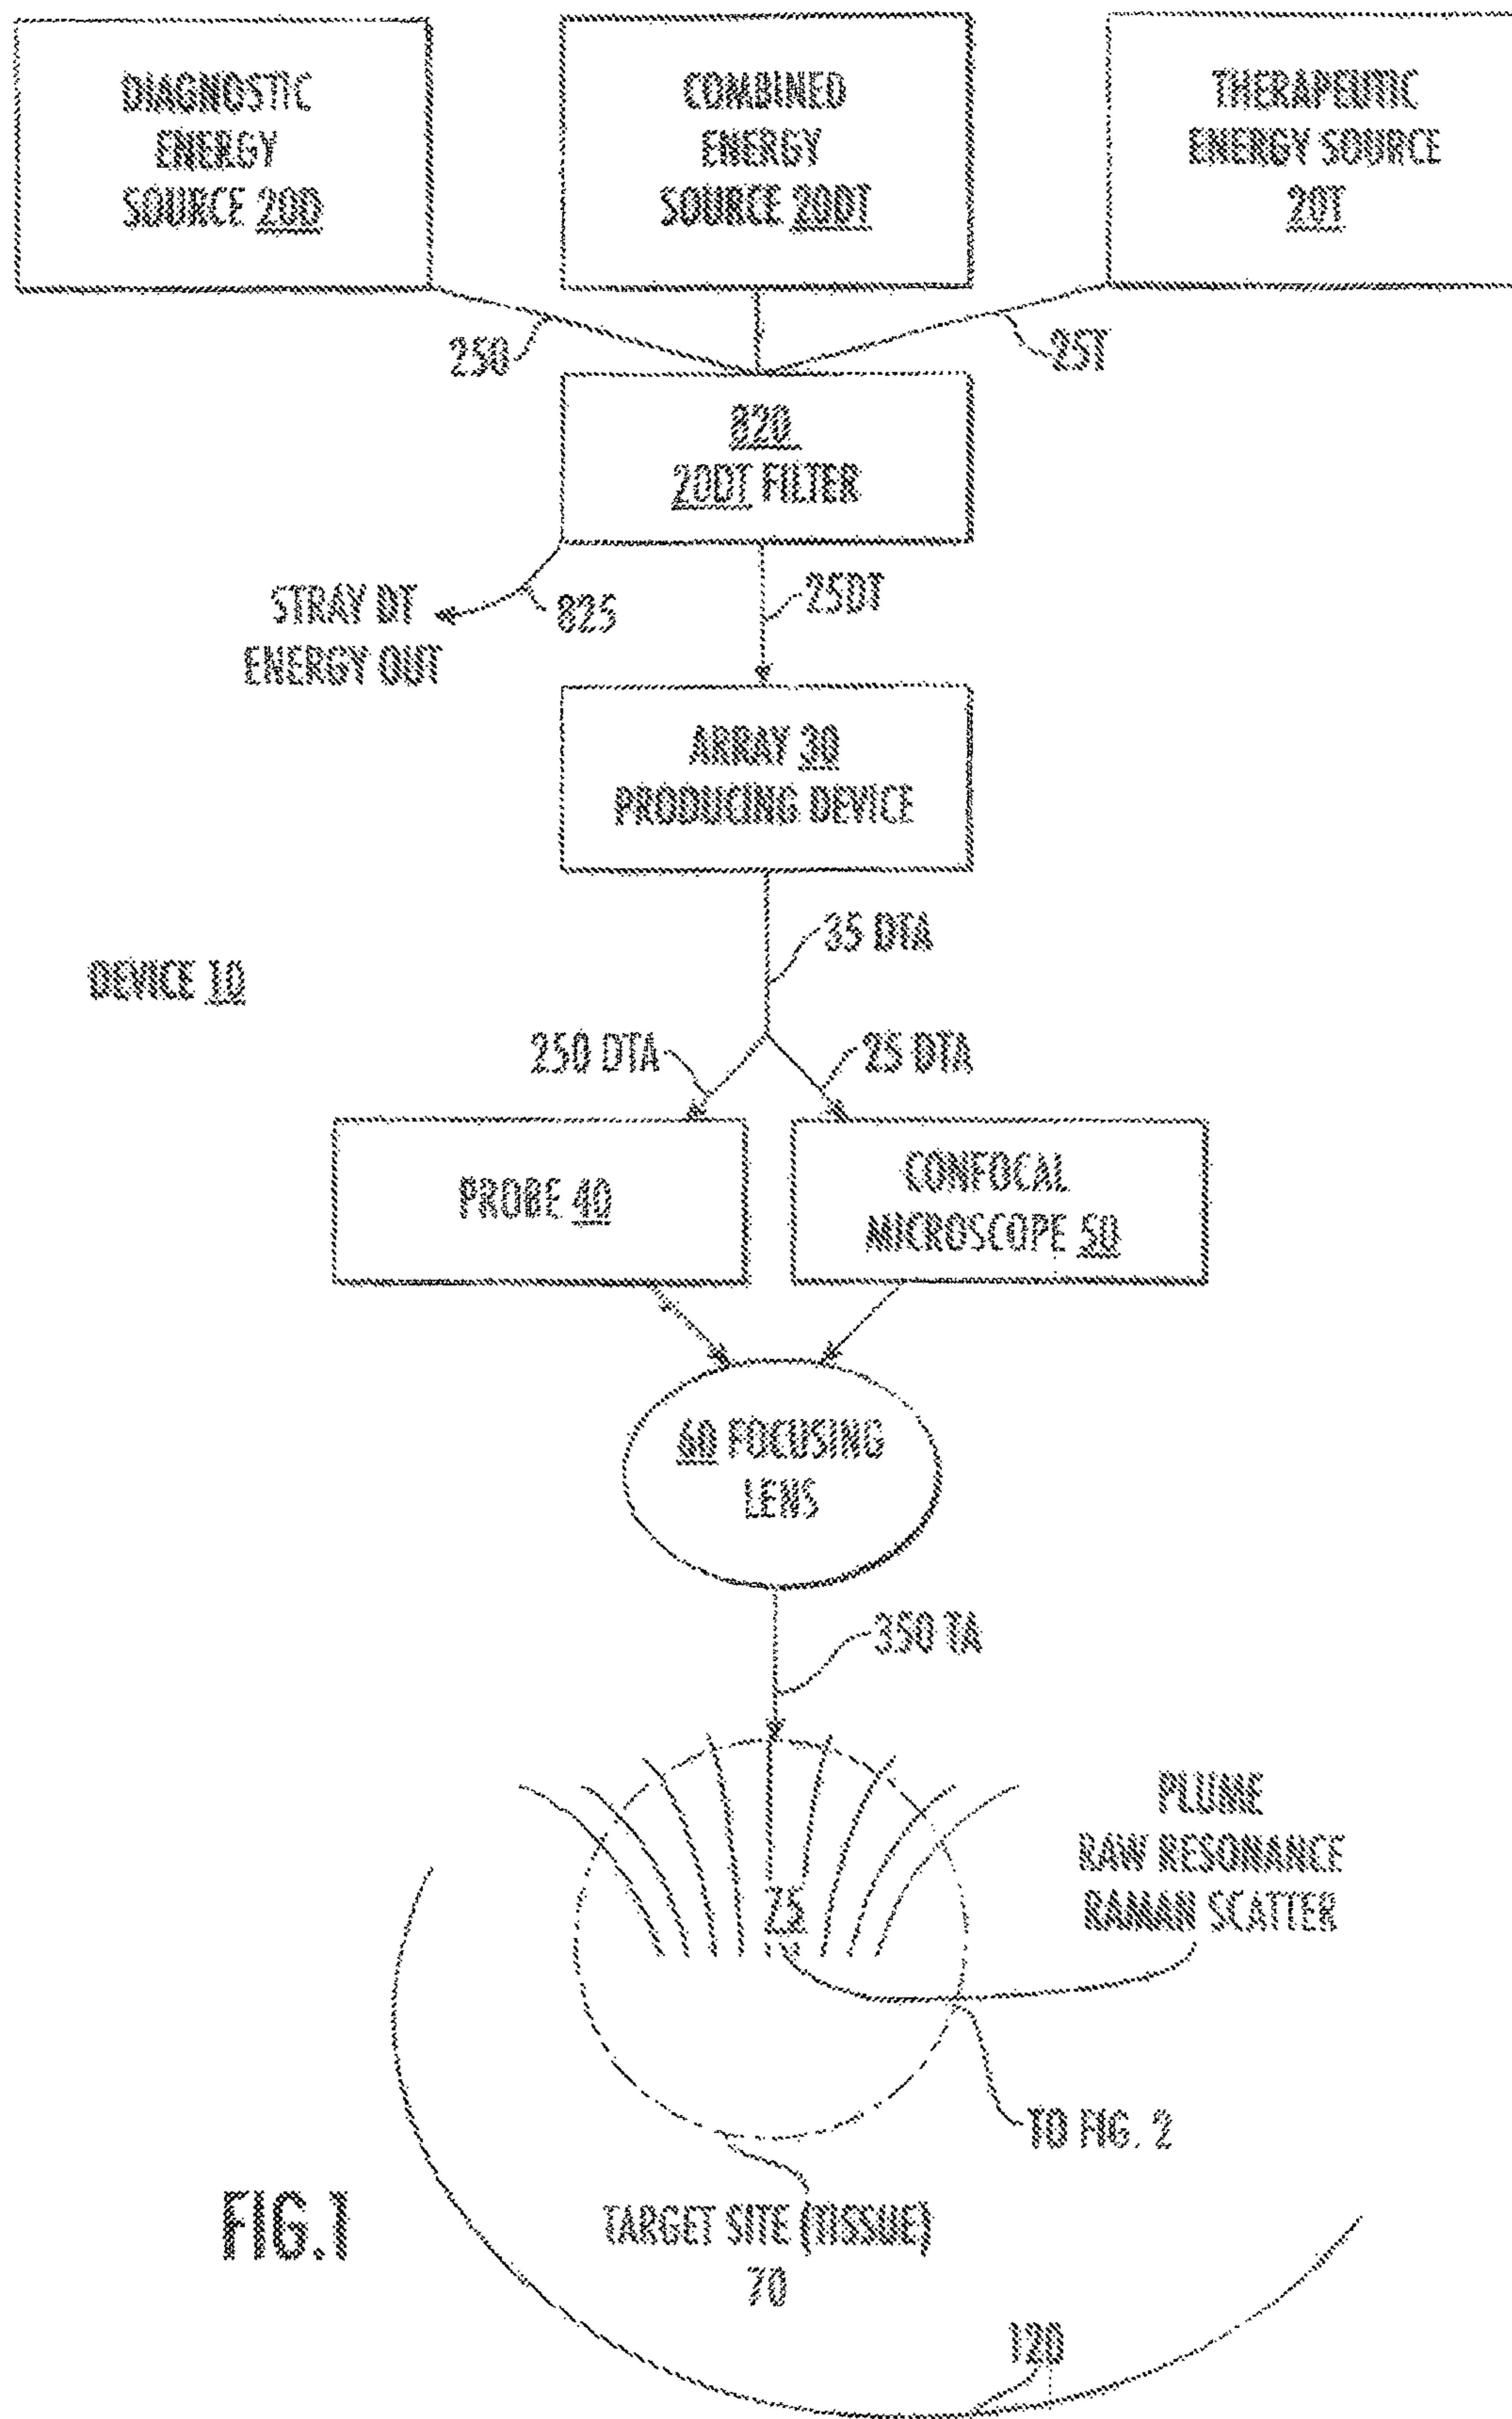 DIAGNOSTIC
ENERGY
SOURCE 20D
COMBINED
ENERGY
SOURCE 20DT
THERAPEUTIC
ENERGY SOURCE
20T
250
25T
820
20DT FILTER
STRAY DT
ENERGY OUT
825
25DT
ARRAY 30
PRODUCING DEVICE
35 DTA
DEVICE 10
250 DTA
25 DTA
PROBE 40
CONFOCAL
MICROSCOPE 50
60 FOCUSING
LENS
350 TA
PLUME
RAW RESONANCE
RAMAN SCATTER
75
TO FIG. 2
FIG.1
TARGET SITE (TISSUE)
70
120